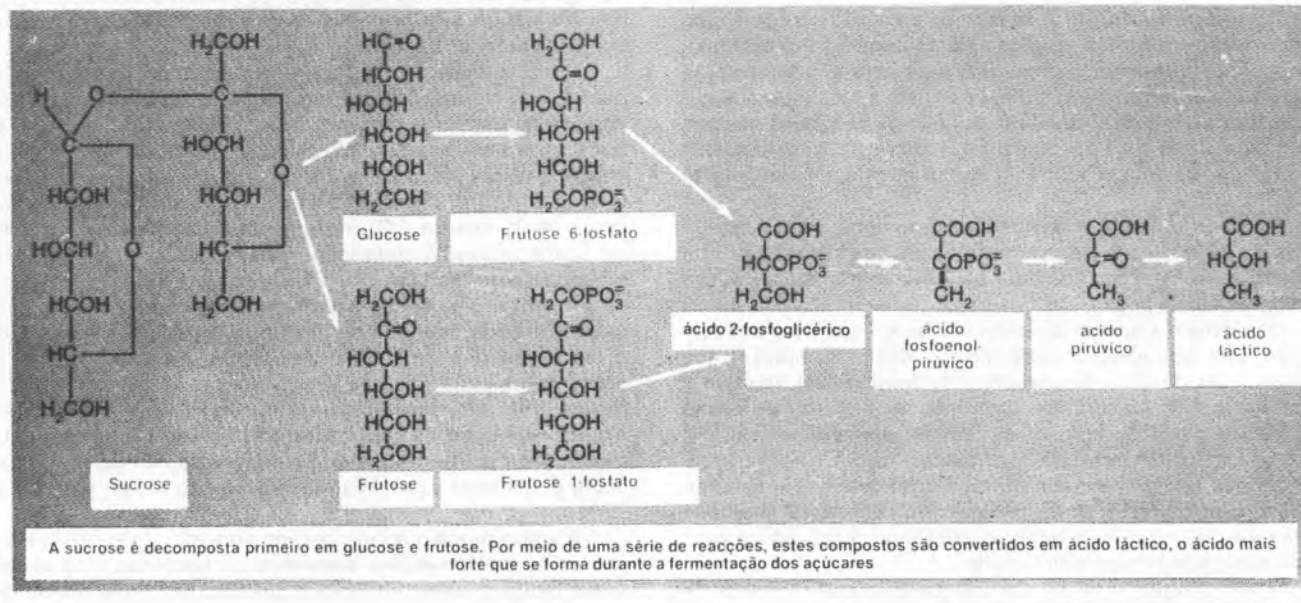 H₂COH
H
O
C
C
HOCH
O
HCOH
HCOH
HOCH
O
HC
HCOH
HC
H₂COH
H₂COH
Sucrose
HC=O
HCOH
HOCH
HCOH
HCOH
H₂COH
Glucose
H₂COH
C=O
HOCH
HCOH
HCOH
H₂COPO₃⁼
Frutose 6-fosfato
H₂COH
C=O
HOCH
HCOH
HCOH
H₂COH
Frutose
H₂COPO₃⁼
C=O
HOCH
HCOH
HCOH
H₂COH
Frutose 1-fosfato
COOH
HCOPO₃⁼
H₂COH
ácido 2-fosfoglicérico
COOH
COPO₃⁼
CH₂
ácido
fosfoenol-
pirúvico
COOH
C=O
CH₃
ácido
pirúvico
COOH
HCOH
CH₃
ácido
láctico
A sucrose é decomposta primeiro em glucose e frutose. Por meio de uma série de reacções, estes compostos são convertidos em ácido láctico, o ácido mais
forte que se forma durante a fermentação dos açúcares